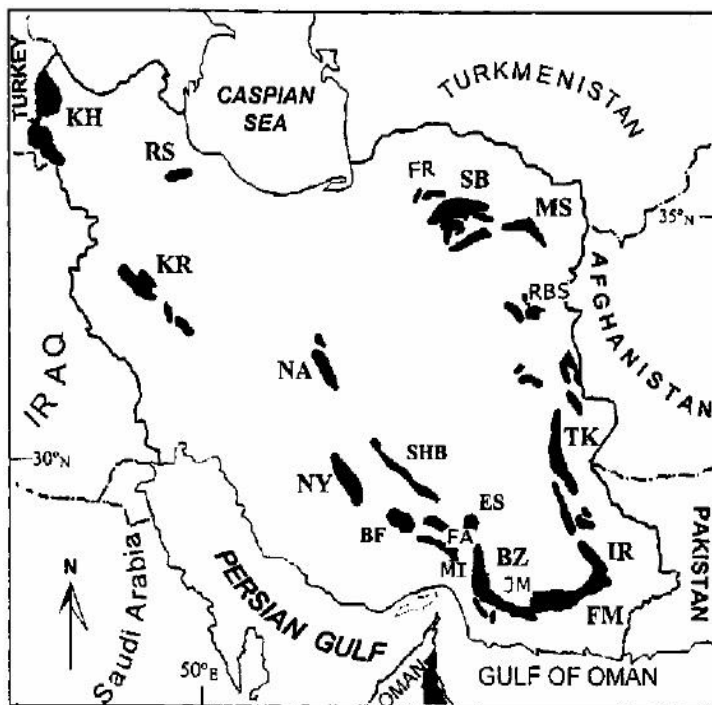 TURKEY
CASPIAN
SEA
TURKMENISTAN
KH
RS
FR
SB
MS
35°N
KR
RBS
AFGHANISTAN
IRAQ
NA
TK
30°N
SHB
NY
ES
BF
FA
MI
BZ
JM
IR
FM
PAKISTAN
N
Saudi Arabia
PERSIAN GULF
50°E
OMAN
GULF OF OMAN